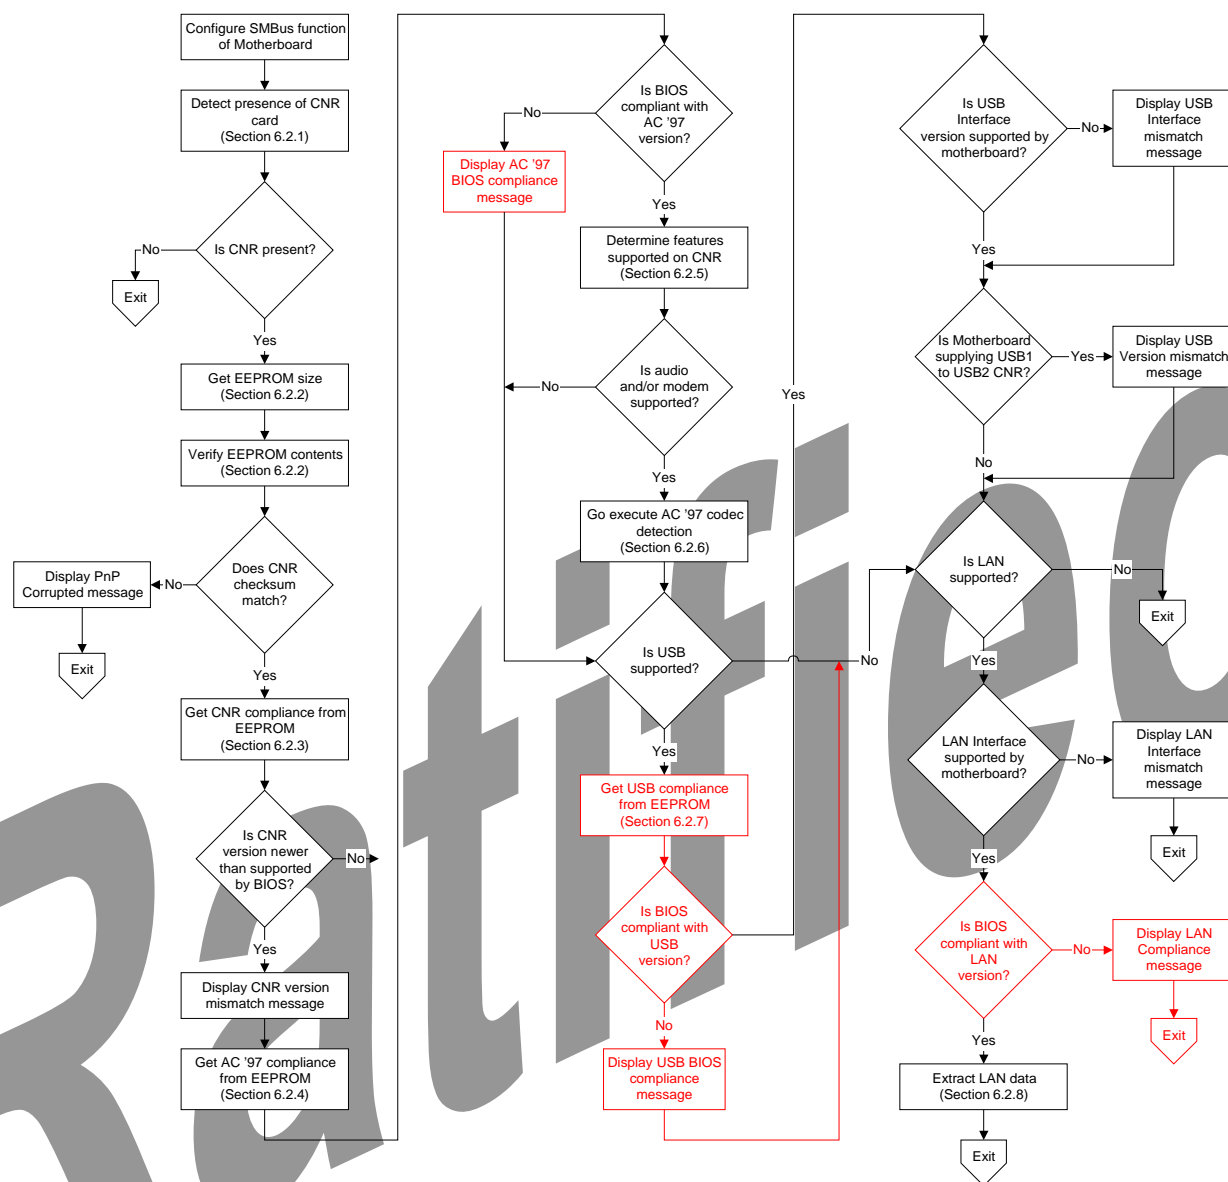 Configure SMBus function
of Motherboard
Detect presence of CNR
card
(Section 6.2.1)
Is CNR present?
No
Exit
Yes
Get EEPROM size
(Section 6.2.2)
Verify EEPROM contents
(Section 6.2.2)
Does CNR
checksum
match?
No
Display PnP
Corrupted message
Exit
Yes
Get CNR compliance from
EEPROM
(Section 6.2.3)
Is CNR
version newer
than supported
by BIOS?
No
Yes
Display CNR version
mismatch message
Get AC '97 compliance
from EEPROM
(Section 6.2.4)
Is BIOS
compliant with
AC '97
version?
No
Display AC '97
BIOS compliance
message
Yes
Determine features
supported on CNR
(Section 6.2.5)
Is audio
and/or modem
supported?
No
Yes
Go execute AC '97 codec
detection
(Section 6.2.6)
Is USB
supported?
No
Yes
Get USB compliance
from EEPROM
(Section 6.2.7)
Is BIOS
compliant with
USB
version?
Yes
No
Display USB BIOS
compliance
message
Is USB
Interface
version supported by
motherboard?
No
Display USB
Interface
mismatch
message
Yes
Is Motherboard
supplying USB1
to USB2 CNR?
Yes
Display USB
Version mismatch
message
No
Is LAN
supported?
No
Exit
Yes
LAN Interface
supported by
motherboard?
No
Display LAN
Interface
mismatch
message
Exit
Yes
Is BIOS
compliant with
LAN
version?
No
Display LAN
Compliance
message
Exit
Yes
Extract LAN data
(Section 6.2.8)
Exit
Ratified